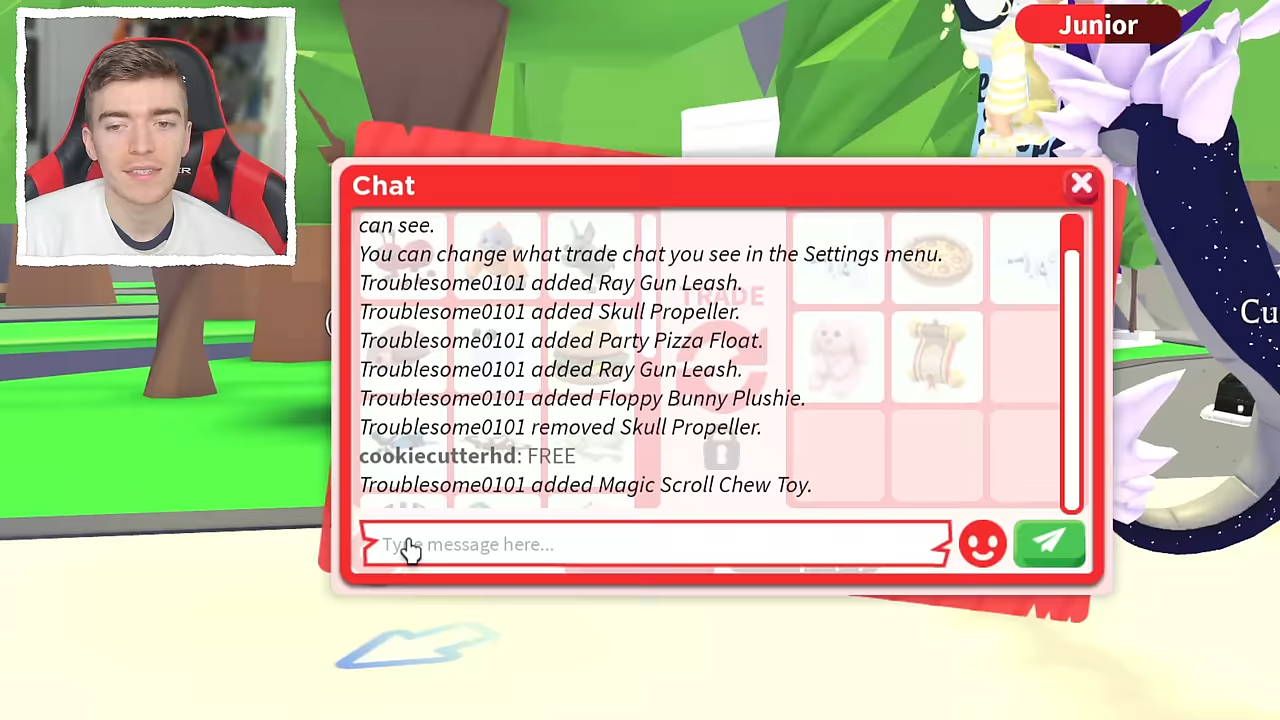 Junior
Chat
can see.
You can change what trade chat you see in the Settings menu.
Troublesome0101 added Ray Gun Leash.
Troublesome0101 added Skull Propeller.
TRADE
Troublesome0101 added Party Pizza Float.
Troublesome0101 added Ray Gun Leash.
Troublesome0101 added Floppy Bunny Plushie.
Troublesome0101 removed Skull Propeller.
cookiecutterhd: FREE
Troublesome0101 added Magic Scroll Chew Toy.
Type message here...
Cu